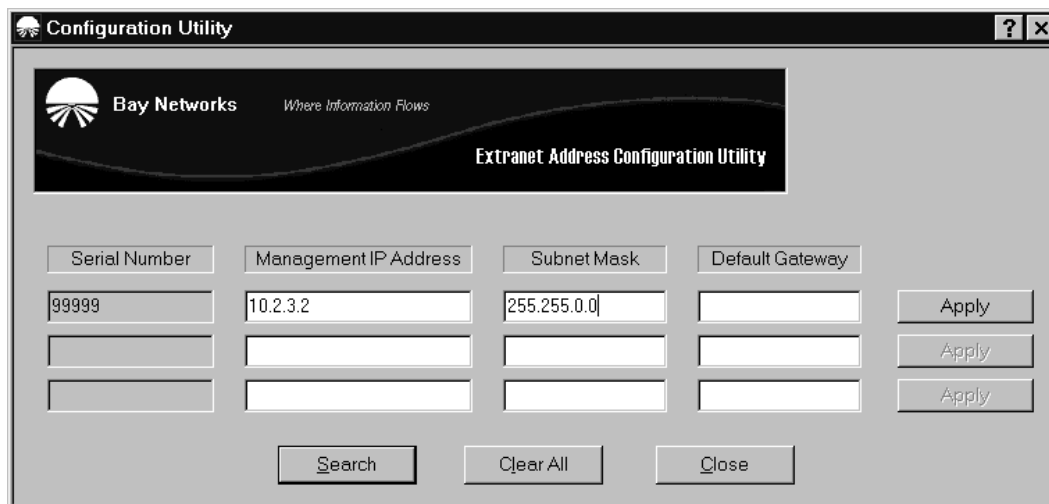 Configuration Utility
Bay Networks Where Information Flows
Extranet Address Configuration Utility
Serial Number Management IP Address Subnet Mask Default Gateway
99999 10.2.3.2 255.255.0.0 Apply
Apply
Apply
Search Clear All Close